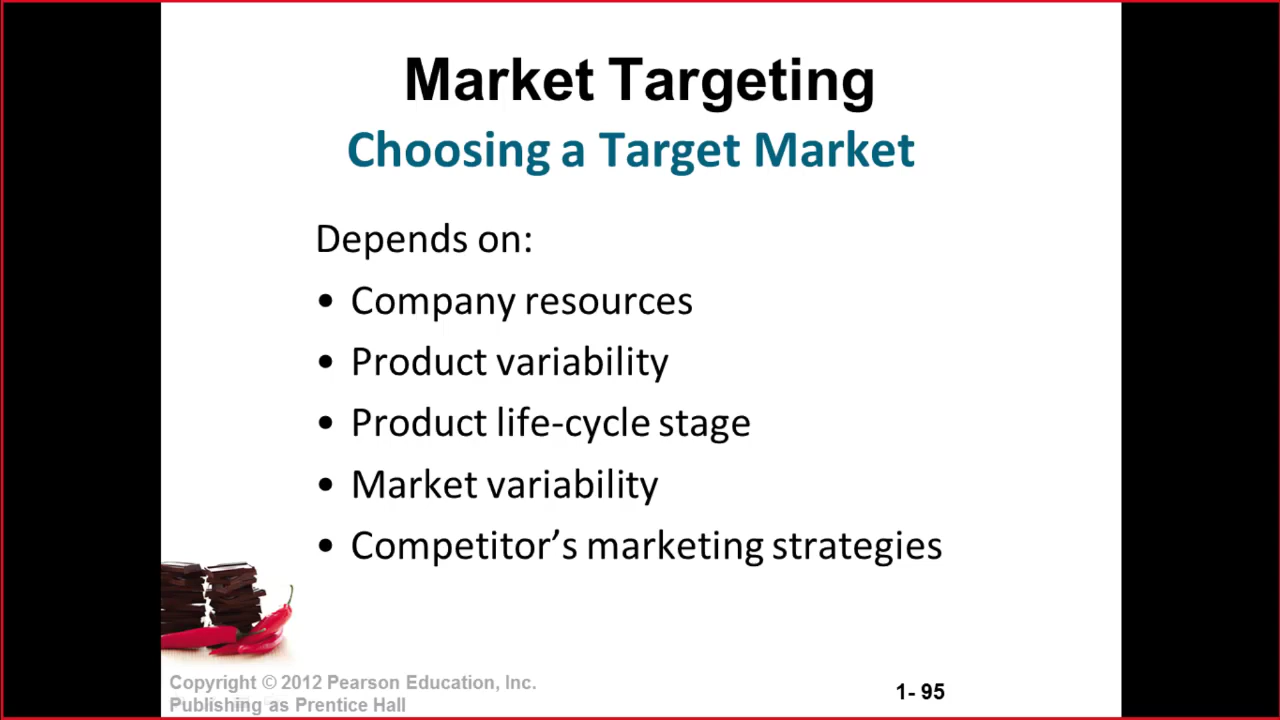 Market Targeting
Choosing a Target Market
Depends on:
• Company resources
• Product variability
• Product life-cycle stage
• Market variability
• Competitor’s marketing strategies
Copyright © 2012 Pearson Education, Inc.
Publishing as Prentice Hall
1- 95